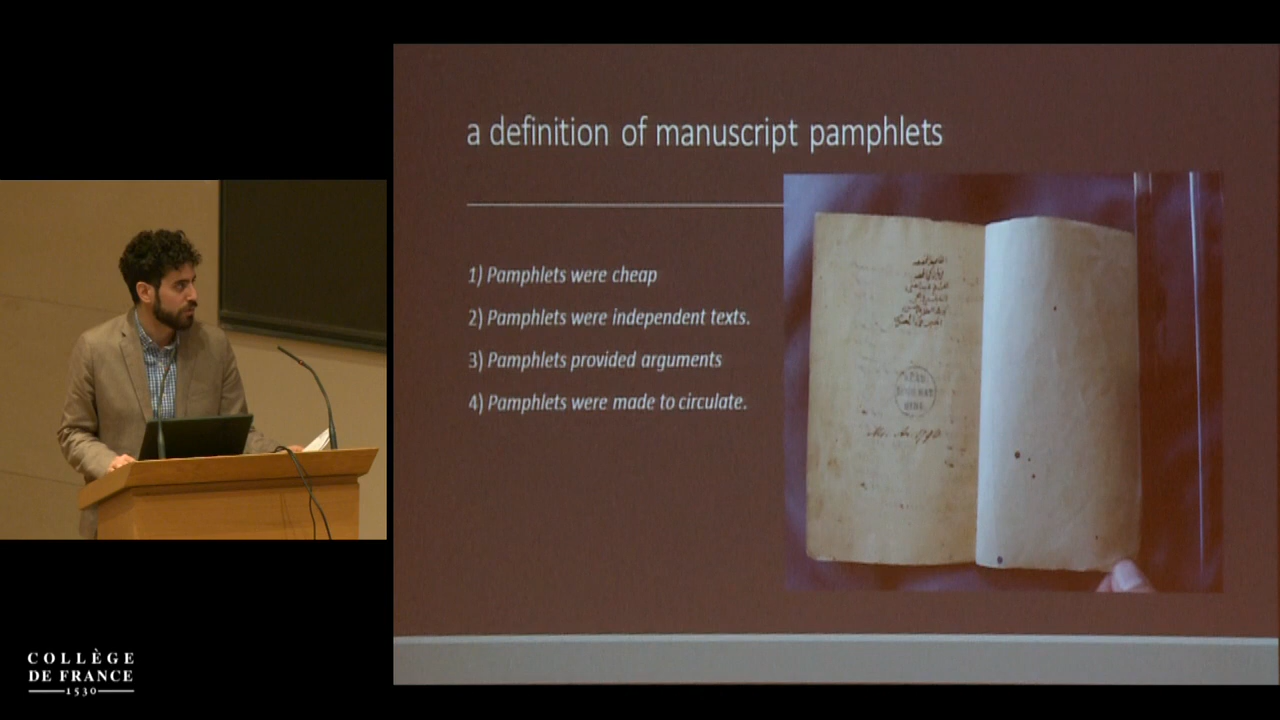 a definition of manuscript pamphlets
1) Pamphlets were cheap
2) Pamphlets were independent texts.
3) Pamphlets provided arguments
4) Pamphlets were made to circulate.
COLLÈGE
DE FRANCE
1530